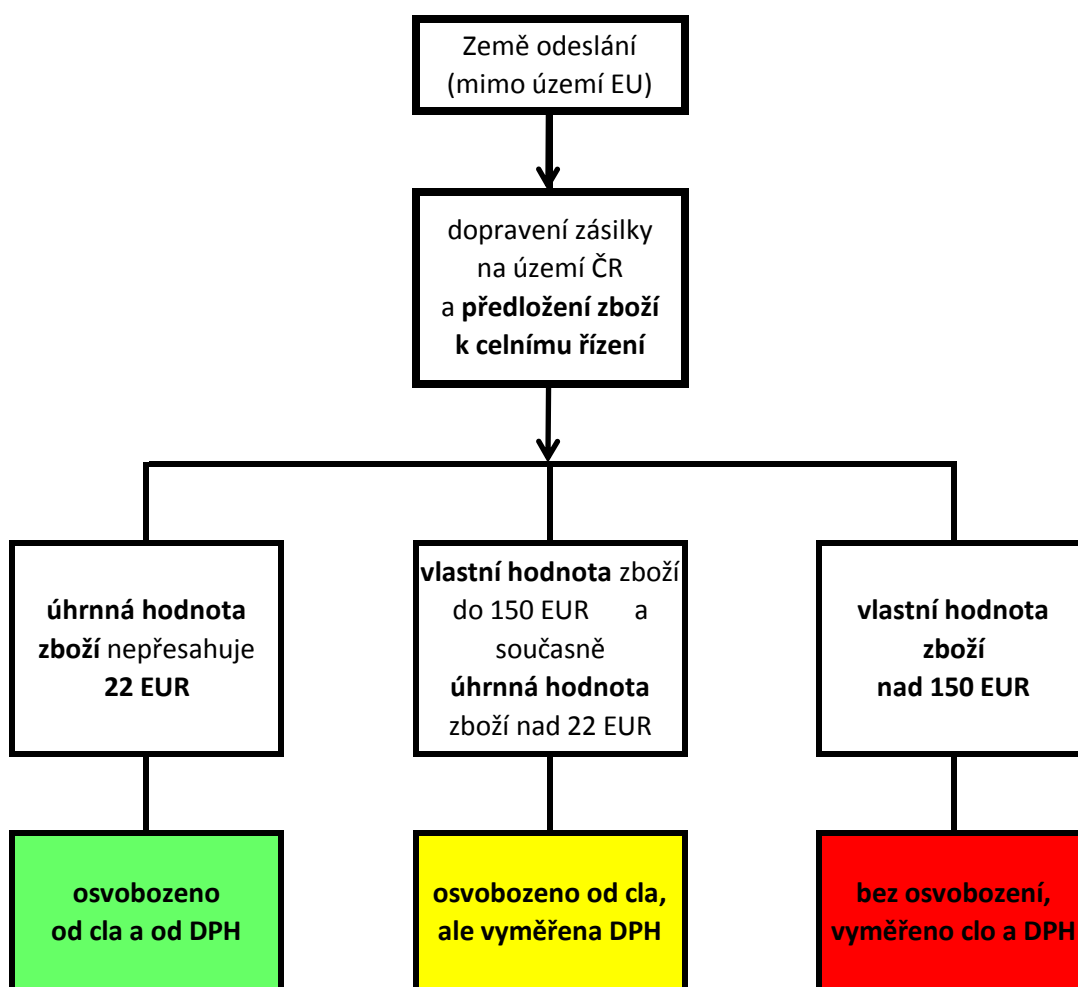 Země odeslání
(mimo území EU)
dopravení zásilky
na území ČR
a předložení zboží
k celnímu řízení
úhrnná hodnota
zboží nepřesahuje
22 EUR
vlastní hodnota zboží
do 150 EUR a
současně
úhrnná hodnota
zboží nad 22 EUR
vlastní hodnota
zboží
nad 150 EUR
osvobozeno
od cla a od DPH
osvobozeno od cla,
ale vyměřena DPH
bez osvobození,
vyměřeno clo a DPH